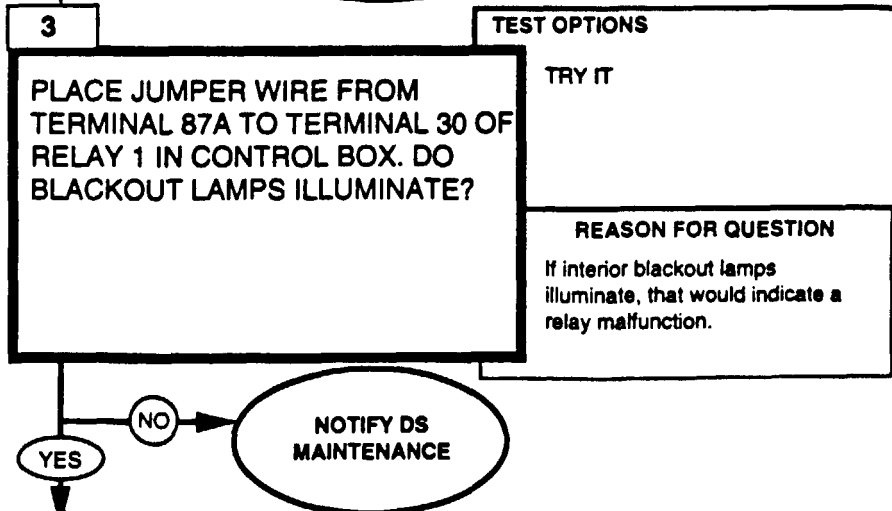 3
PLACE JUMPER WIRE FROM
TERMINAL 87A TO TERMINAL 30 OF
RELAY 1 IN CONTROL BOX. DO
BLACKOUT LAMPS ILLUMINATE?
TEST OPTIONS
TRY IT
REASON FOR QUESTION
If interior blackout lamps
illuminate, that would indicate a
relay malfunction.
NO
NOTIFY DS
MAINTENANCE
YES